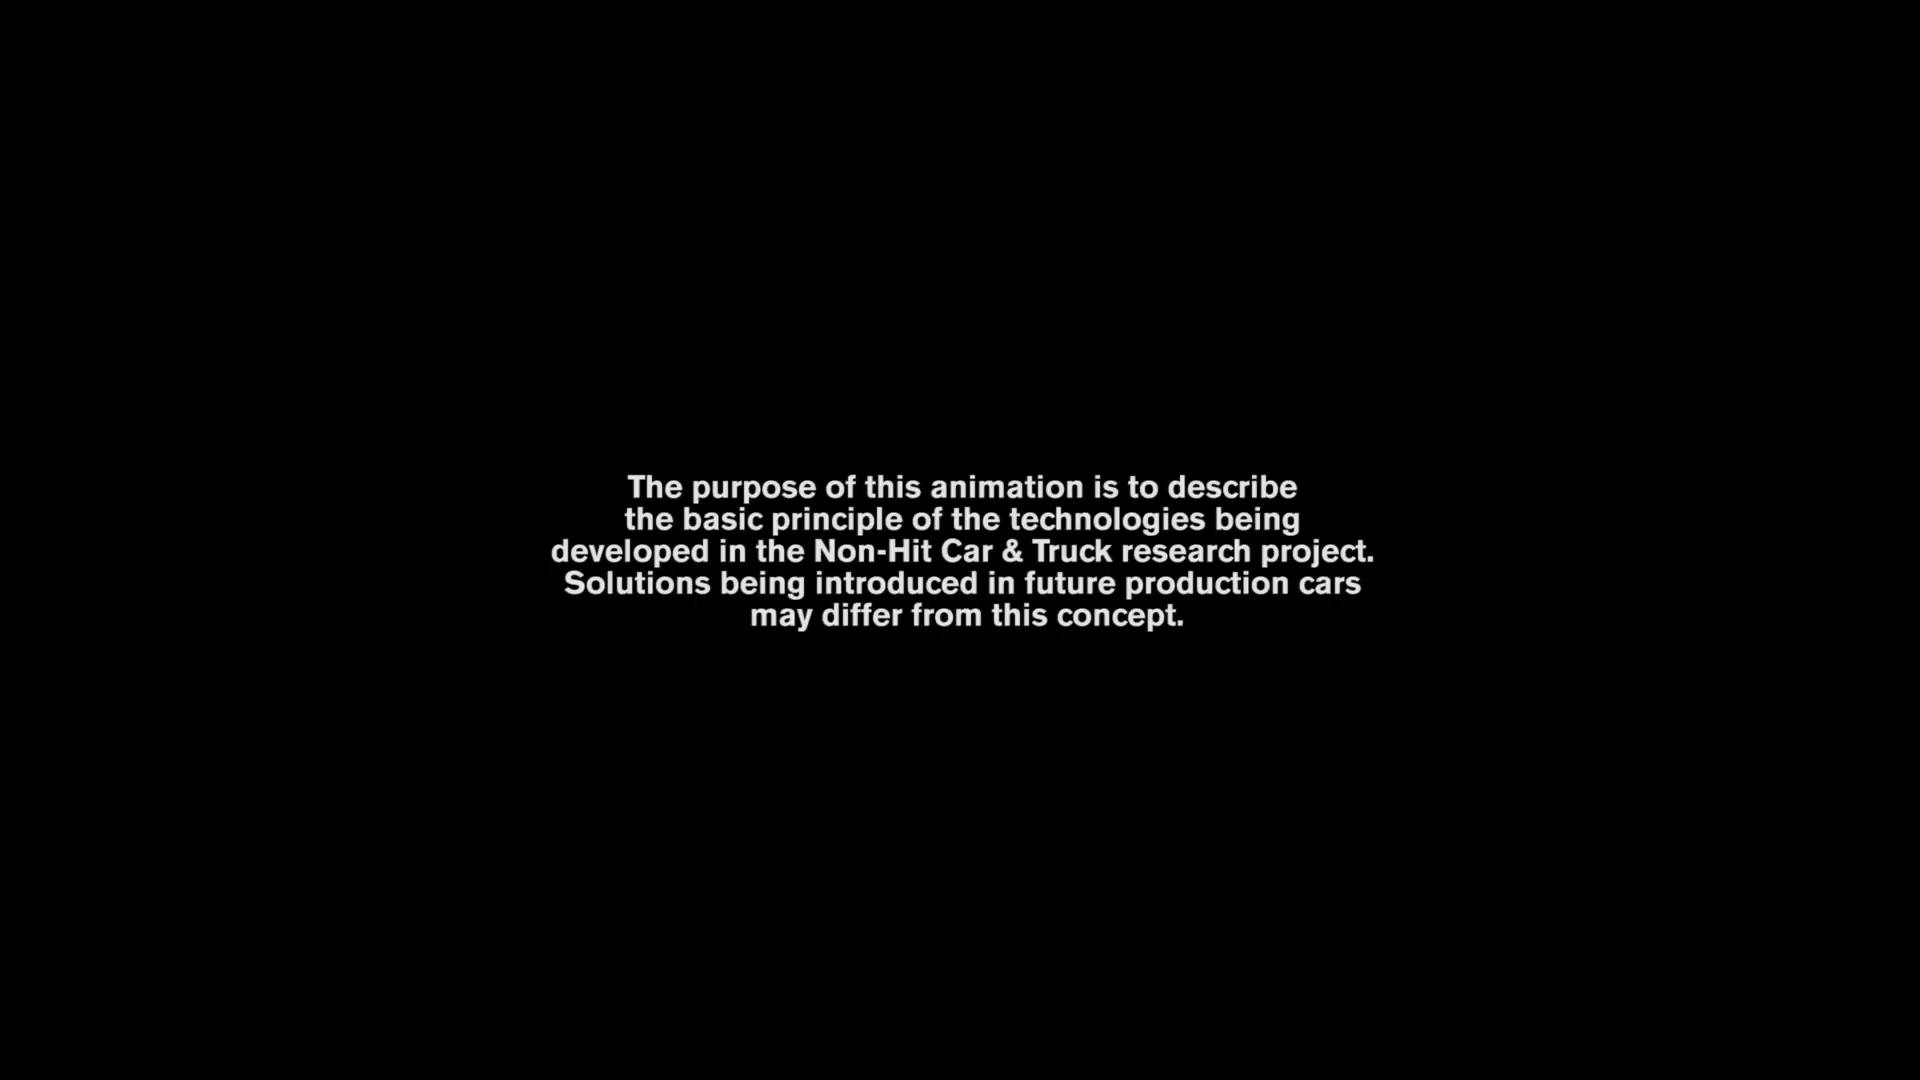 The purpose of this animation is to describe
the basic principle of the technologies being
developed in the Non-Hit Car & Truck research project.
Solutions being introduced in future production cars
may differ from this concept.